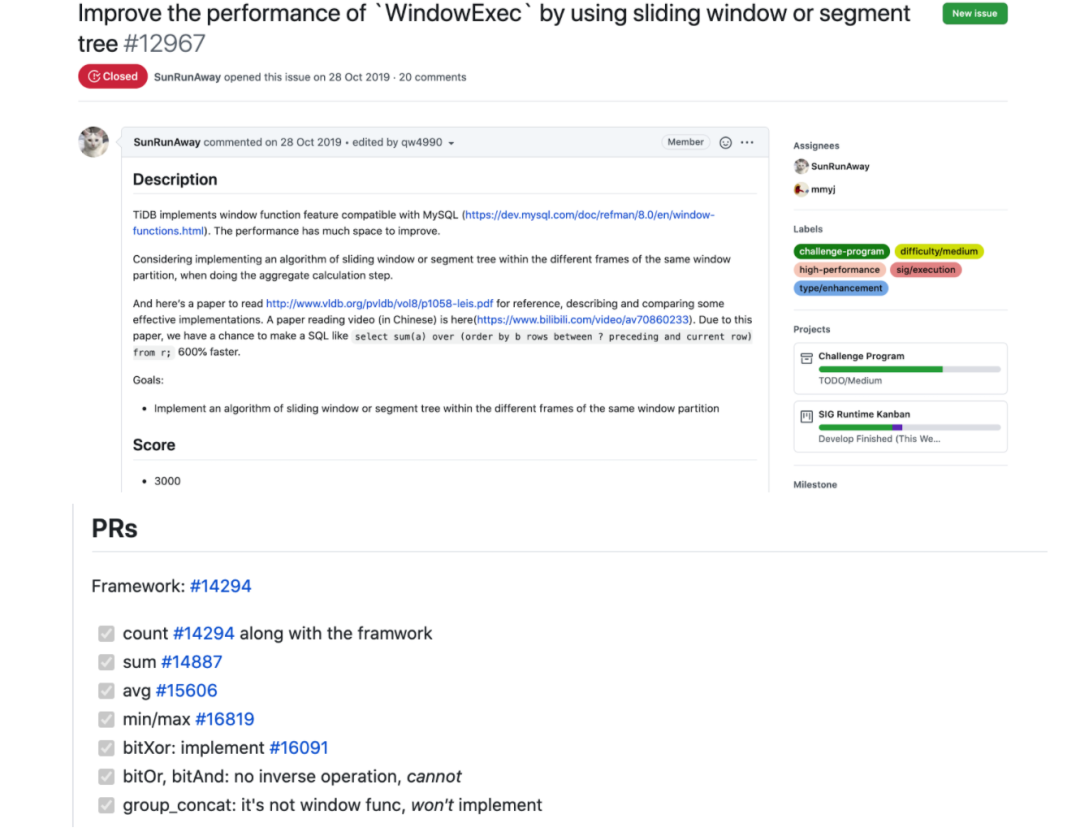 Improve the performance of `WindowExec` by using sliding window or segment
tree #12967
New issue
Closed
SunRunAway opened this issue on 28 Oct 2019 · 20 comments
SunRunAway commented on 28 Oct 2019 • edited by qw4990
Member
Description
TiDB implements window function feature compatible with MySQL (https://dev.mysql.com/doc/refman/8.0/en/window-
functions.html). The performance has much space to improve.
Considering implementing an algorithm of sliding window or segment tree within the different frames of the same window
partition, when doing the aggregate calculation step.
And here's a paper to read http://www.vldb.org/pvldb/vol8/p1058-leis.pdf for reference, describing and comparing some
effective implementations. A paper reading video (in Chinese) is here(https://www.bilibili.com/video/av70860233). Due to this
paper, we have a chance to make a SQL like select sum(a) over (order by b rows between ? preceding and current row)
from r; 600% faster.
Goals:
• Implement an algorithm of sliding window or segment tree within the different frames of the same window partition
Score
• 3000
Assignees
SunRunAway
mmyj
Labels
challenge-program
difficulty/medium
high-performance
sig/execution
type/enhancement
Projects
Challenge Program
TODO/Medium
SIG Runtime Kanban
Develop Finished (This We...
Milestone
PRs
Framework: #14294
count #14294 along with the framwork
sum #14887
avg #15606
min/max #16819
bitXor: implement #16091
bitOr, bitAnd: no inverse operation, cannot
group_concat: it's not window func, won't implement